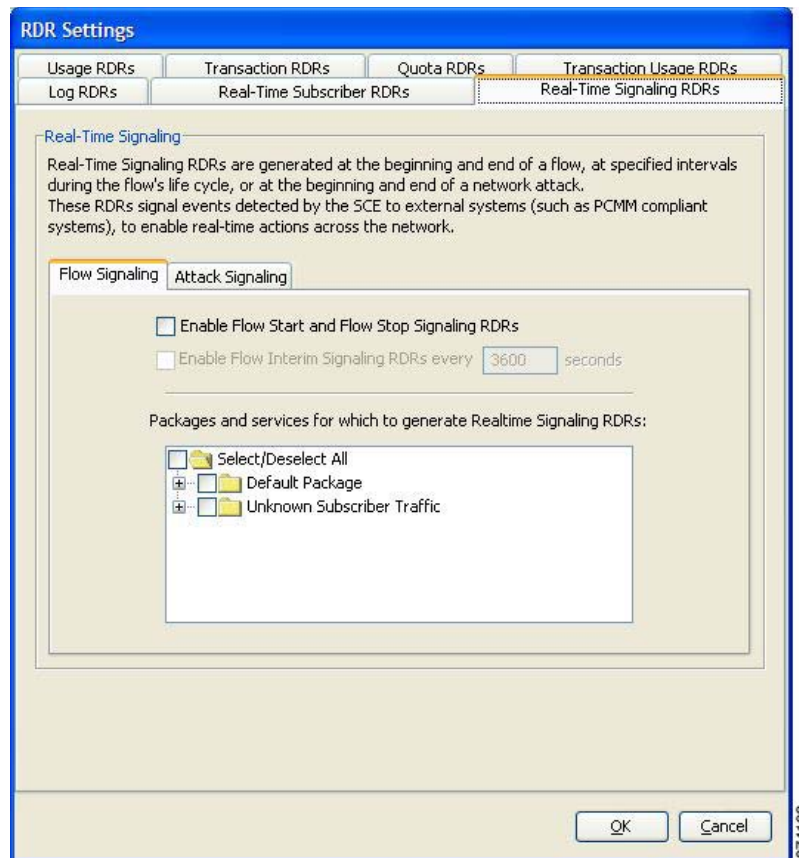 RDR Settings
Usage RDRs
Transaction RDRs
Quota RDRs
Transaction Usage RDRs
Log RDRs
Real-Time Subscriber RDRs
Real-Time Signaling RDRs
Real-Time Signaling
Real-Time Signaling RDRs are generated at the beginning and end of a flow, at specified intervals
during the flow's life cycle, or at the beginning and end of a network attack.
These RDRs signal events detected by the SCE to external systems (such as PCMM compliant
systems), to enable real-time actions across the network.
Flow Signaling
Attack Signaling
Enable Flow Start and Flow Stop Signaling RDRs
Enable Flow Interim Signaling RDRs every 3600 seconds
Packages and services for which to generate Realtime Signaling RDRs:
Select/Deselect All
Default Package
Unknown Subscriber Traffic
OK
Cancel